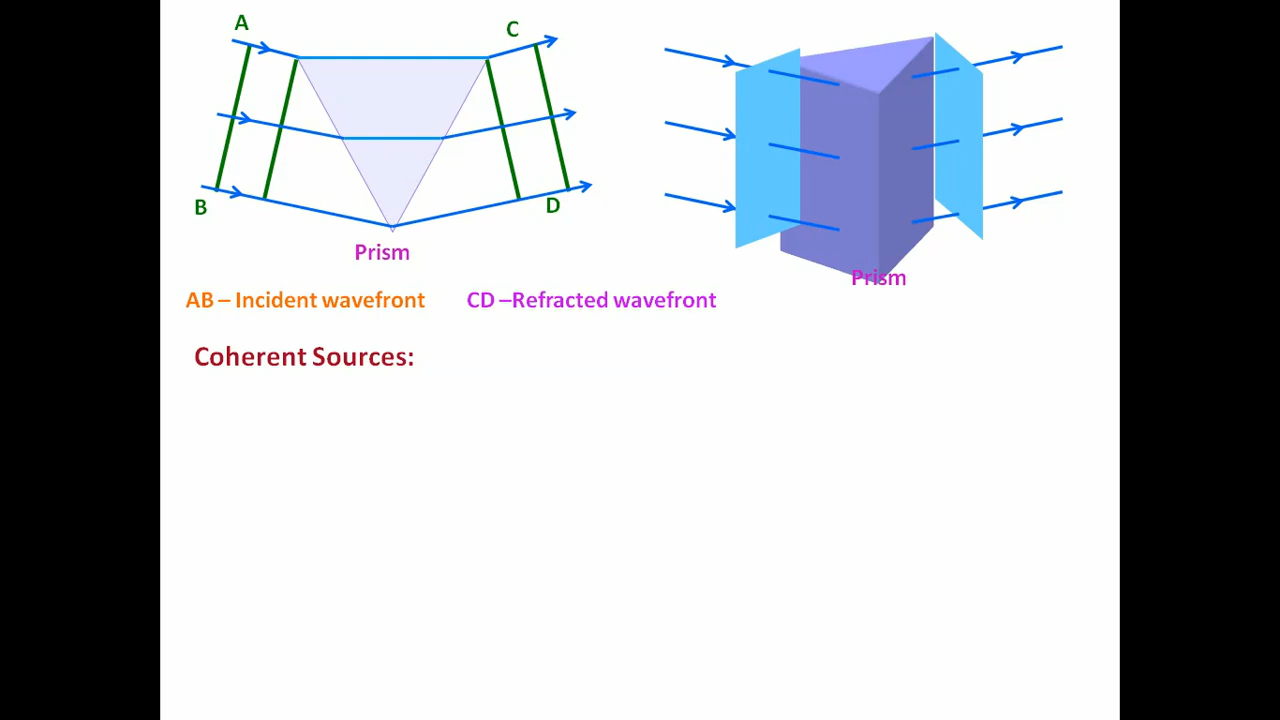 A
C
B
D
Prism
Prism
AB – Incident wavefront
CD –Refracted wavefront
Coherent Sources: